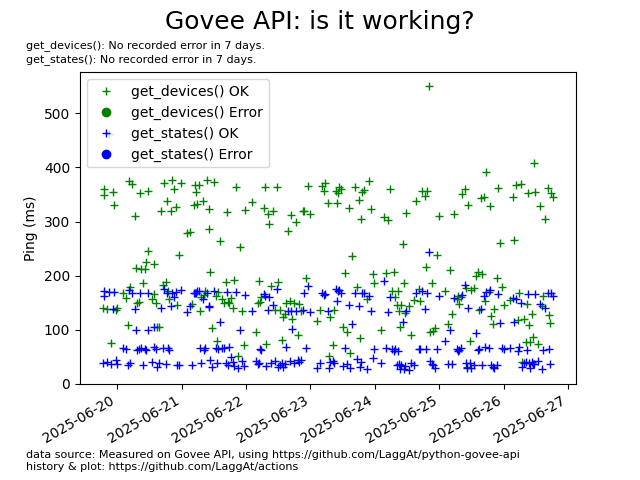 Govee API: is it working?
get_devices(): No recorded error in 7 days.
get_states(): No recorded error in 7 days.
get_devices() OK
get_devices() Error
get_states() OK
get_states() Error
Ping (ms)
500
400
300
200
100
0
2025-06-20
2025-06-21
2025-06-22
2025-06-23
2025-06-24
2025-06-25
2025-06-26
2025-06-27
data source: Measured on Govee API, using https://github.com/LaggAt/python-govee-api
history & plot: https://github.com/LaggAt/actions